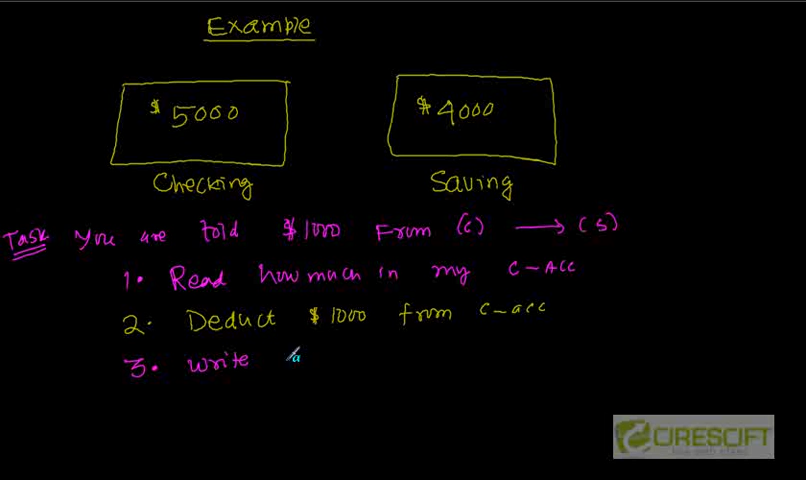 Example
$ 5000
$ 4000
Checking
Saving
Task You are told $1000 From (c) → (s)
1. Read how much in my C-Acc
2. Deduct $1000 from c-acc
3. Write
CIRESCIFT